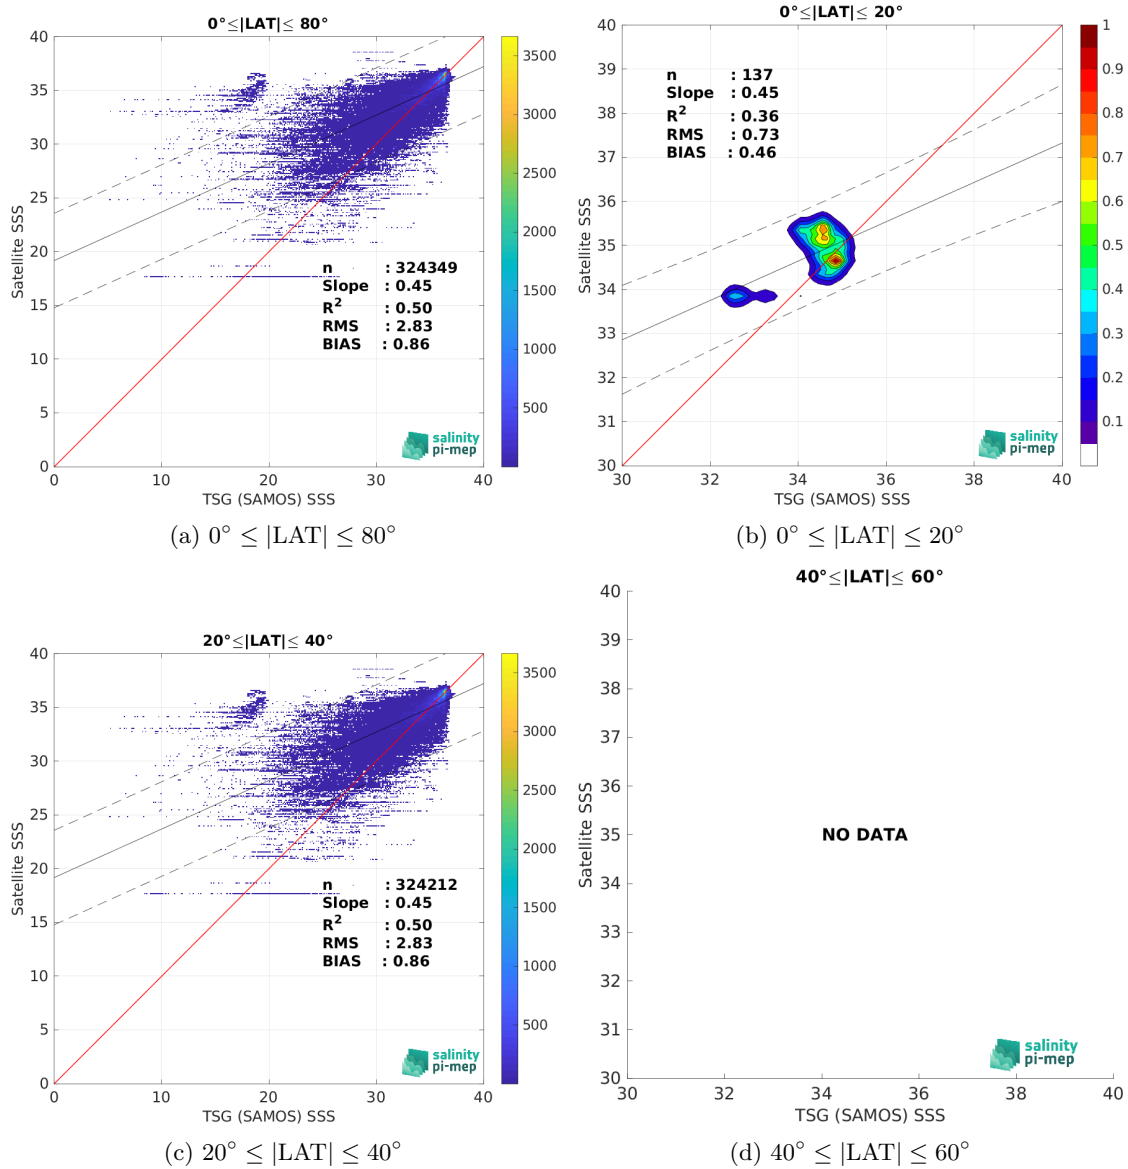 0°≤|LAT|≤ 80°
40
35
30
25
20
15
10
5
0
Satellite SSS
n : 324349
Slope : 0.45
R2 : 0.50
RMS : 2.83
BIAS : 0.86
salinity
pi-mep
0 10 20 30 40
TSG (SAMOS) SSS
3500
3000
2500
2000
1500
1000
500
(a) 0° ≤ |LAT| ≤ 80°
0°≤|LAT|≤ 20°
40
39
38
37
36
35
34
33
32
31
30
Satellite SSS
n : 137
Slope : 0.45
R2 : 0.36
RMS : 0.73
BIAS : 0.46
salinity
pi-mep
30 32 34 36 38 40
TSG (SAMOS) SSS
1
0.9
0.8
0.7
0.6
0.5
0.4
0.3
0.2
0.1
(b) 0° ≤ |LAT| ≤ 20°
20°≤|LAT|≤ 40°
40
35
30
25
20
15
10
5
0
Satellite SSS
n : 324212
Slope : 0.45
R2 : 0.50
RMS : 2.83
BIAS : 0.86
salinity
pi-mep
0 10 20 30 40
TSG (SAMOS) SSS
3500
3000
2500
2000
1500
1000
500
(c) 20° ≤ |LAT| ≤ 40°
40°≤|LAT|≤ 60°
40
39
38
37
36
35
34
33
32
31
30
Satellite SSS
NO DATA
salinity
pi-mep
30 32 34 36 38 40
TSG (SAMOS) SSS
(d) 40° ≤ |LAT| ≤ 60°